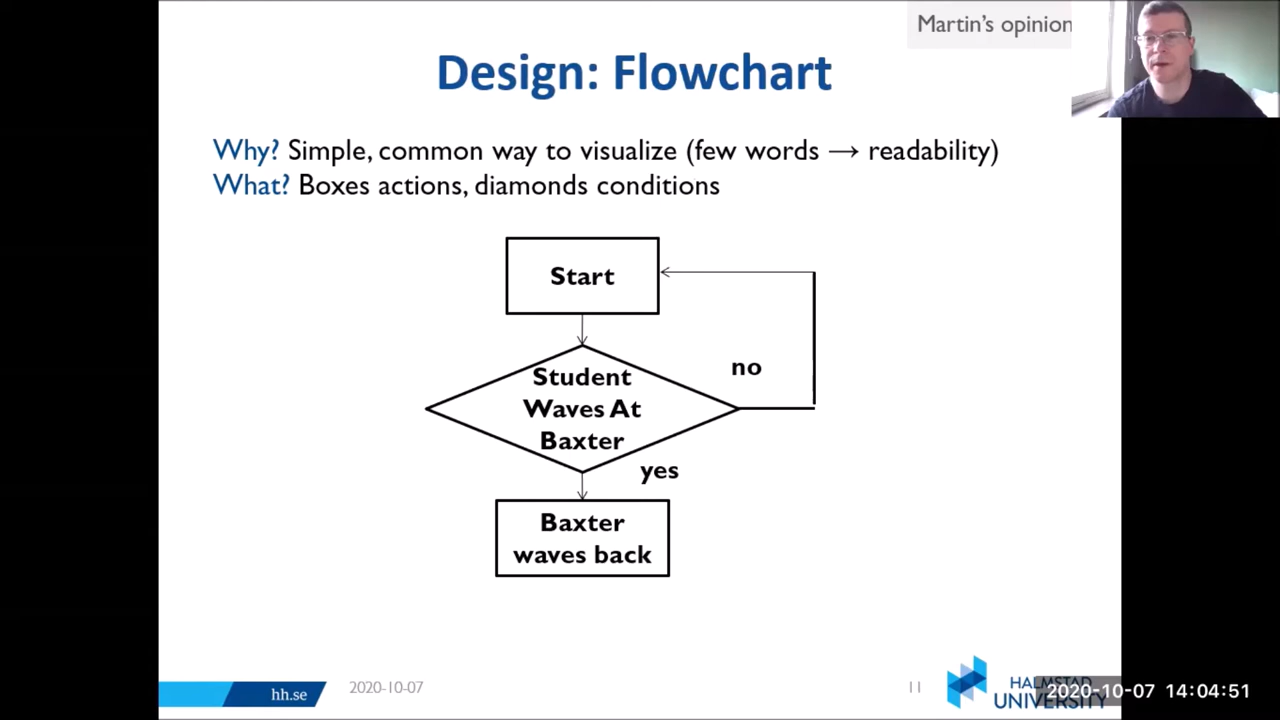 Martin's opinion
Design: Flowchart
Why? Simple, common way to visualize (few words → readability)
What? Boxes actions, diamonds conditions
Start
no
Student
Waves At
Baxter
yes
Baxter
waves back
hh.se
2020-10-07
11
HALMSTAD
UNIVERSITY
2020-10-07 14:04:51